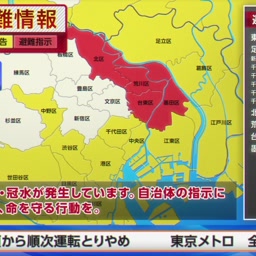 難情報
告 避難指示
足立区
北区
板橋区
練馬区
葛飾区
荒川区
豊島区
文京区
台東区
墨田区
中野区
杉並区
新宿区
千代田区
江戸川区
中央区
江東区
渋谷区
港区
世田谷区
・冠水が発生しています。自治体の指示に
、命を守る行動を。
から順次運転とりやめ 東京メトロ 全